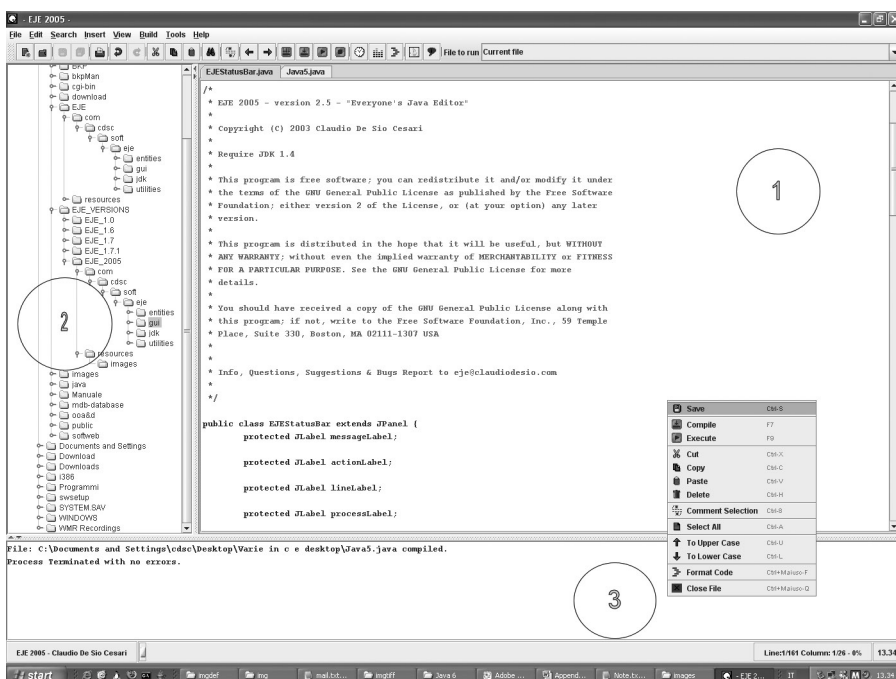 - EJE 2005 -
File Edit Search Insert View Build Tools Help
File to run Current file
EJEStatusBar.java Java5.java
BKP
bkpMan
cgi-bin
download
EJE
com
cdsc
soft
eje
entities
gui
jdk
utilities
resources
EJE_VERSIONS
EJE_1.0
EJE_1.6
EJE_1.7
EJE_1.7.1
EJE_2005
com
cdsc
soft
eje
entities
gui
jdk
utilities
resources
images
images
java
Manuale
mdb-database
ooa&d
public
softweb
Documents and Settings
Download
Downloads
i386
Programmi
swsetup
SYSTEM.SAV
WINDOWS
WMR Recordings
2
/*
* EJE 2005 - version 2.5 - "Everyone's Java Editor"
*
* Copyright (C) 2003 Claudio De Sio Cesari
*
* Require JDK 1.4
*
* This program is free software; you can redistribute it and/or modify it under
* the terms of the GNU General Public License as published by the Free Software
* Foundation; either version 2 of the License, or (at your option) any later
* version.
*
* This program is distributed in the hope that it will be useful, but WITHOUT
* ANY WARRANTY; without even the implied warranty of MERCHANTABILITY or FITNESS
* FOR A PARTICULAR PURPOSE. See the GNU General Public License for more
* details.
*
* You should have received a copy of the GNU General Public License along with
* this program; if not, write to the Free Software Foundation, Inc., 59 Temple
* Place, Suite 330, Boston, MA 02111-1307 USA
*
*
* Info, Questions, Suggestions & Bugs Report to eje@claudiodesio.com
*
*/
public class EJEStatusBar extends JPanel {
protected JLabel messageLabel;
protected JLabel actionLabel;
protected JLabel lineLabel;
protected JLabel processLabel;
1
Save Ctrl-S
Compile F7
Execute F9
Cut Ctrl-X
Copy Ctrl-C
Paste Ctrl-V
Delete Ctrl-H
Comment Selection Ctrl-8
Select All Ctrl-A
To Upper Case Ctrl-U
To Lower Case Ctrl-L
Format Code Ctrl+Maiusc-F
Close File Ctrl+Maiusc-Q
File: C:\Documents and Settings\cdsc\Desktop\Varie in c e desktop\Java5.java compiled.
Process Terminated with no errors.
3
EJE 2005 - Claudio De Sio Cesari Line:1/161 Column: 1/26 - 0% 13.34
start imgdef img mail.txt... imgtiff Java 6 Adobe ... Append... Note.tx... images - EJE 2... IT 13.34